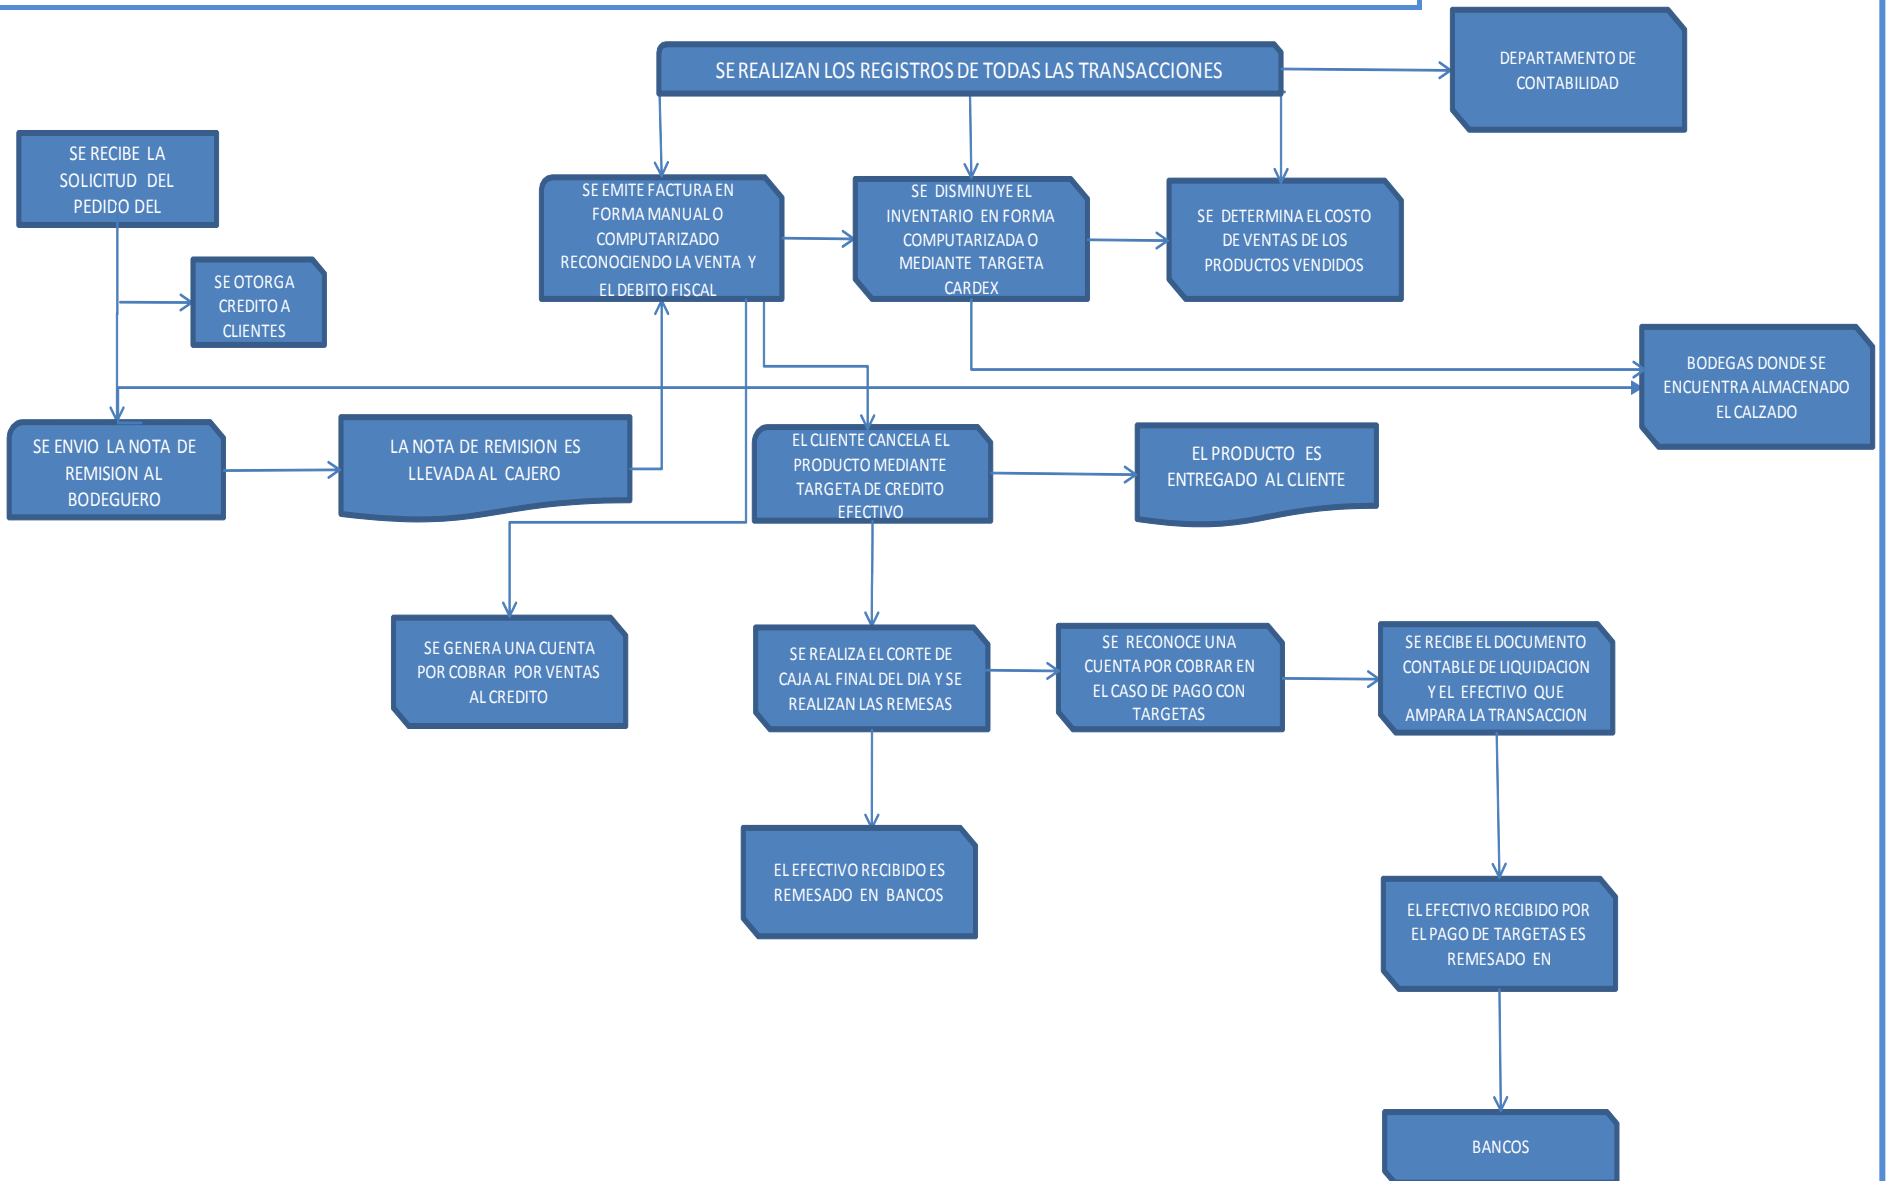 SE REALIZAN LOS REGISTROS DE TODAS LAS TRANSACCIONES
DEPARTAMENTO DE
CONTABILIDAD
SE RECIBE LA
SOLICITUD DEL
PEDIDO DEL
SE EMITE FACTURA EN
FORMA MANUAL O
COMPUTARIZADO
RECONOCIENDO LA VENTA Y
EL DEBITO FISCAL
SE DISMINUYE EL
INVENTARIO EN FORMA
COMPUTARIZADA O
MEDIANTE TARGETA
CARDEX
SE DETERMINA EL COSTO
DE VENTAS DE LOS
PRODUCTOS VENDIDOS
SE OTORGA
CREDITO A
CLIENTES
BODEGAS DONDE SE
ENCUENTRA ALMACENADO
EL CALZADO
SE ENVIO LA NOTA DE
REMISION AL
BODEGUERO
LA NOTA DE REMISION ES
LLEVADA AL CAJERO
EL CLIENTE CANCELA EL
PRODUCTO MEDIANTE
TARGETA DE CREDITO
EFECTIVO
EL PRODUCTO ES
ENTREGADO AL CLIENTE
SE GENERA UNA CUENTA
POR COBRAR POR VENTAS
AL CREDITO
SE REALIZA EL CORTE DE
CAJA AL FINAL DEL DIA Y SE
REALIZAN LAS REMESAS
SE RECONOCE UNA
CUENTA POR COBRAR EN
EL CASO DE PAGO CON
TARGETAS
SE RECIBE EL DOCUMENTO
CONTABLE DE LIQUIDACION
Y EL EFECTIVO QUE
AMPARA LA TRANSACCION
EL EFECTIVO RECIBIDO ES
REMESADO EN BANCOS
EL EFECTIVO RECIBIDO POR
EL PAGO DE TARGETAS ES
REMESADO EN
BANCOS